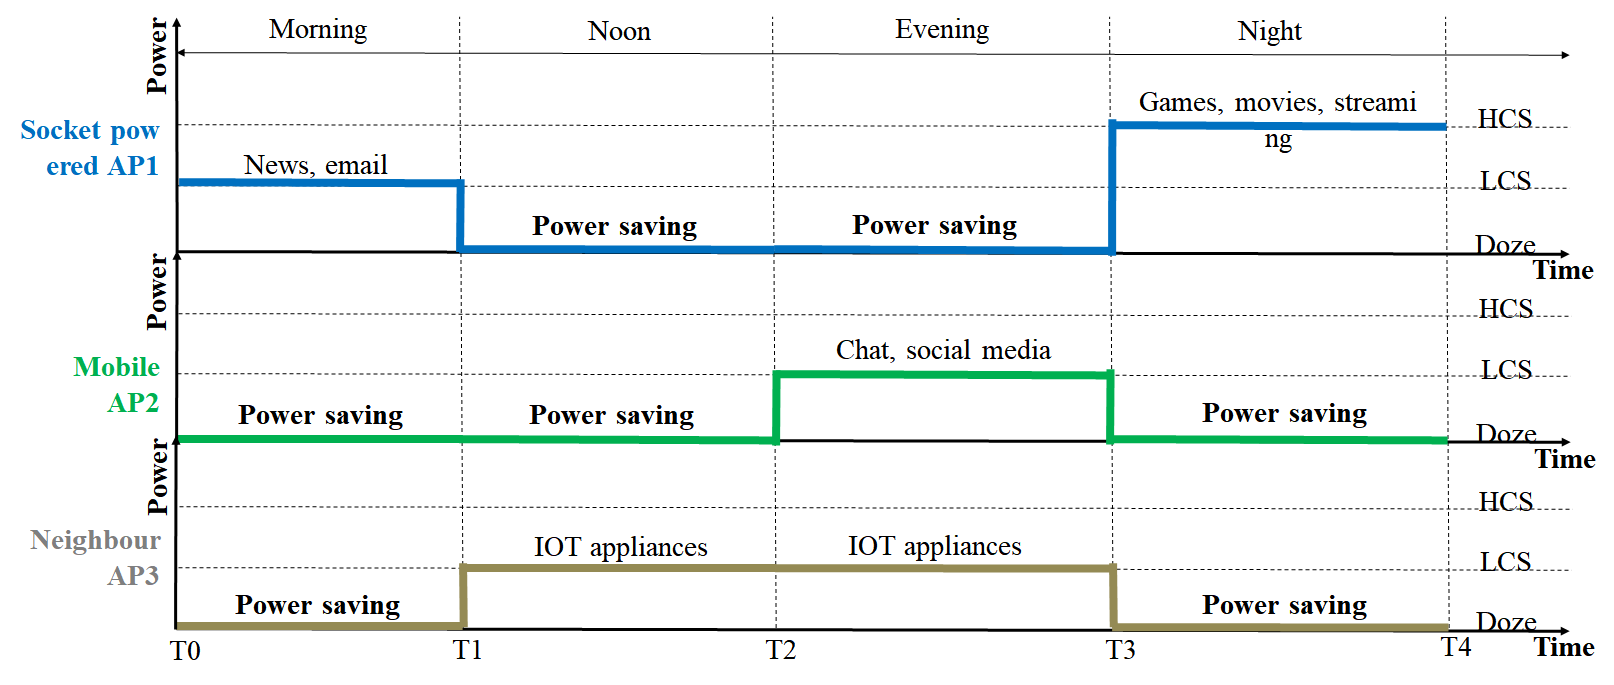 Morning
Noon
Evening
Night
Power
Socket pow
ered AP1
News, email
Power saving
Power saving
Games, movies, streami
ng
HCS
LCS
Doze
Time
Power
Mobile
AP2
Power saving
Power saving
Chat, social media
Power saving
HCS
LCS
Doze
Time
Power
Neighbour
AP3
Power saving
IOT appliances
IOT appliances
Power saving
HCS
LCS
Doze
Time
T0
T1
T2
T3
T4